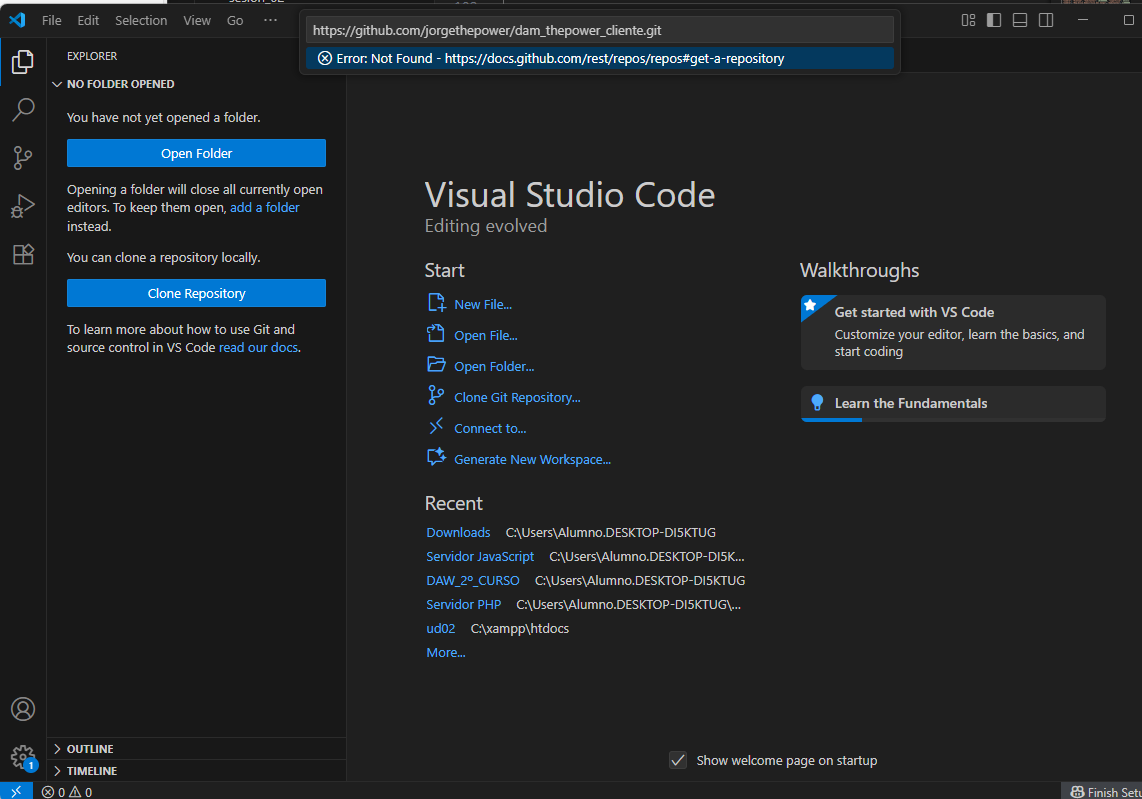 File Edit Selection View Go ···
https://github.com/jorgethepower/dam_thepower_cliente.git
Error: Not Found - https://docs.github.com/rest/repos/repos#get-a-repository
EXPLORER
NO FOLDER OPENED
You have not yet opened a folder.
Open Folder
Opening a folder will close all currently open
editors. To keep them open, add a folder
instead.
You can clone a repository locally.
Clone Repository
To learn more about how to use Git and
source control in VS Code read our docs.
OUTLINE
TIMELINE
1
0 0
Visual Studio Code
Editing evolved
Start
New File...
Open File...
Open Folder...
Clone Git Repository...
Connect to...
Generate New Workspace...
Recent
Downloads C:\Users\Alumno.DESKTOP-DI5KTUG
Servidor JavaScript C:\Users\Alumno.DESKTOP-DI5K...
DAW_2º_CURSO C:\Users\Alumno.DESKTOP-DI5KTUG
Servidor PHP C:\Users\Alumno.DESKTOP-DI5KTUG\...
ud02 C:\xampp\htdocs
More...
Walkthroughs
Get started with VS Code
Customize your editor, learn the basics, and
start coding
Learn the Fundamentals
Show welcome page on startup
Finish Setu